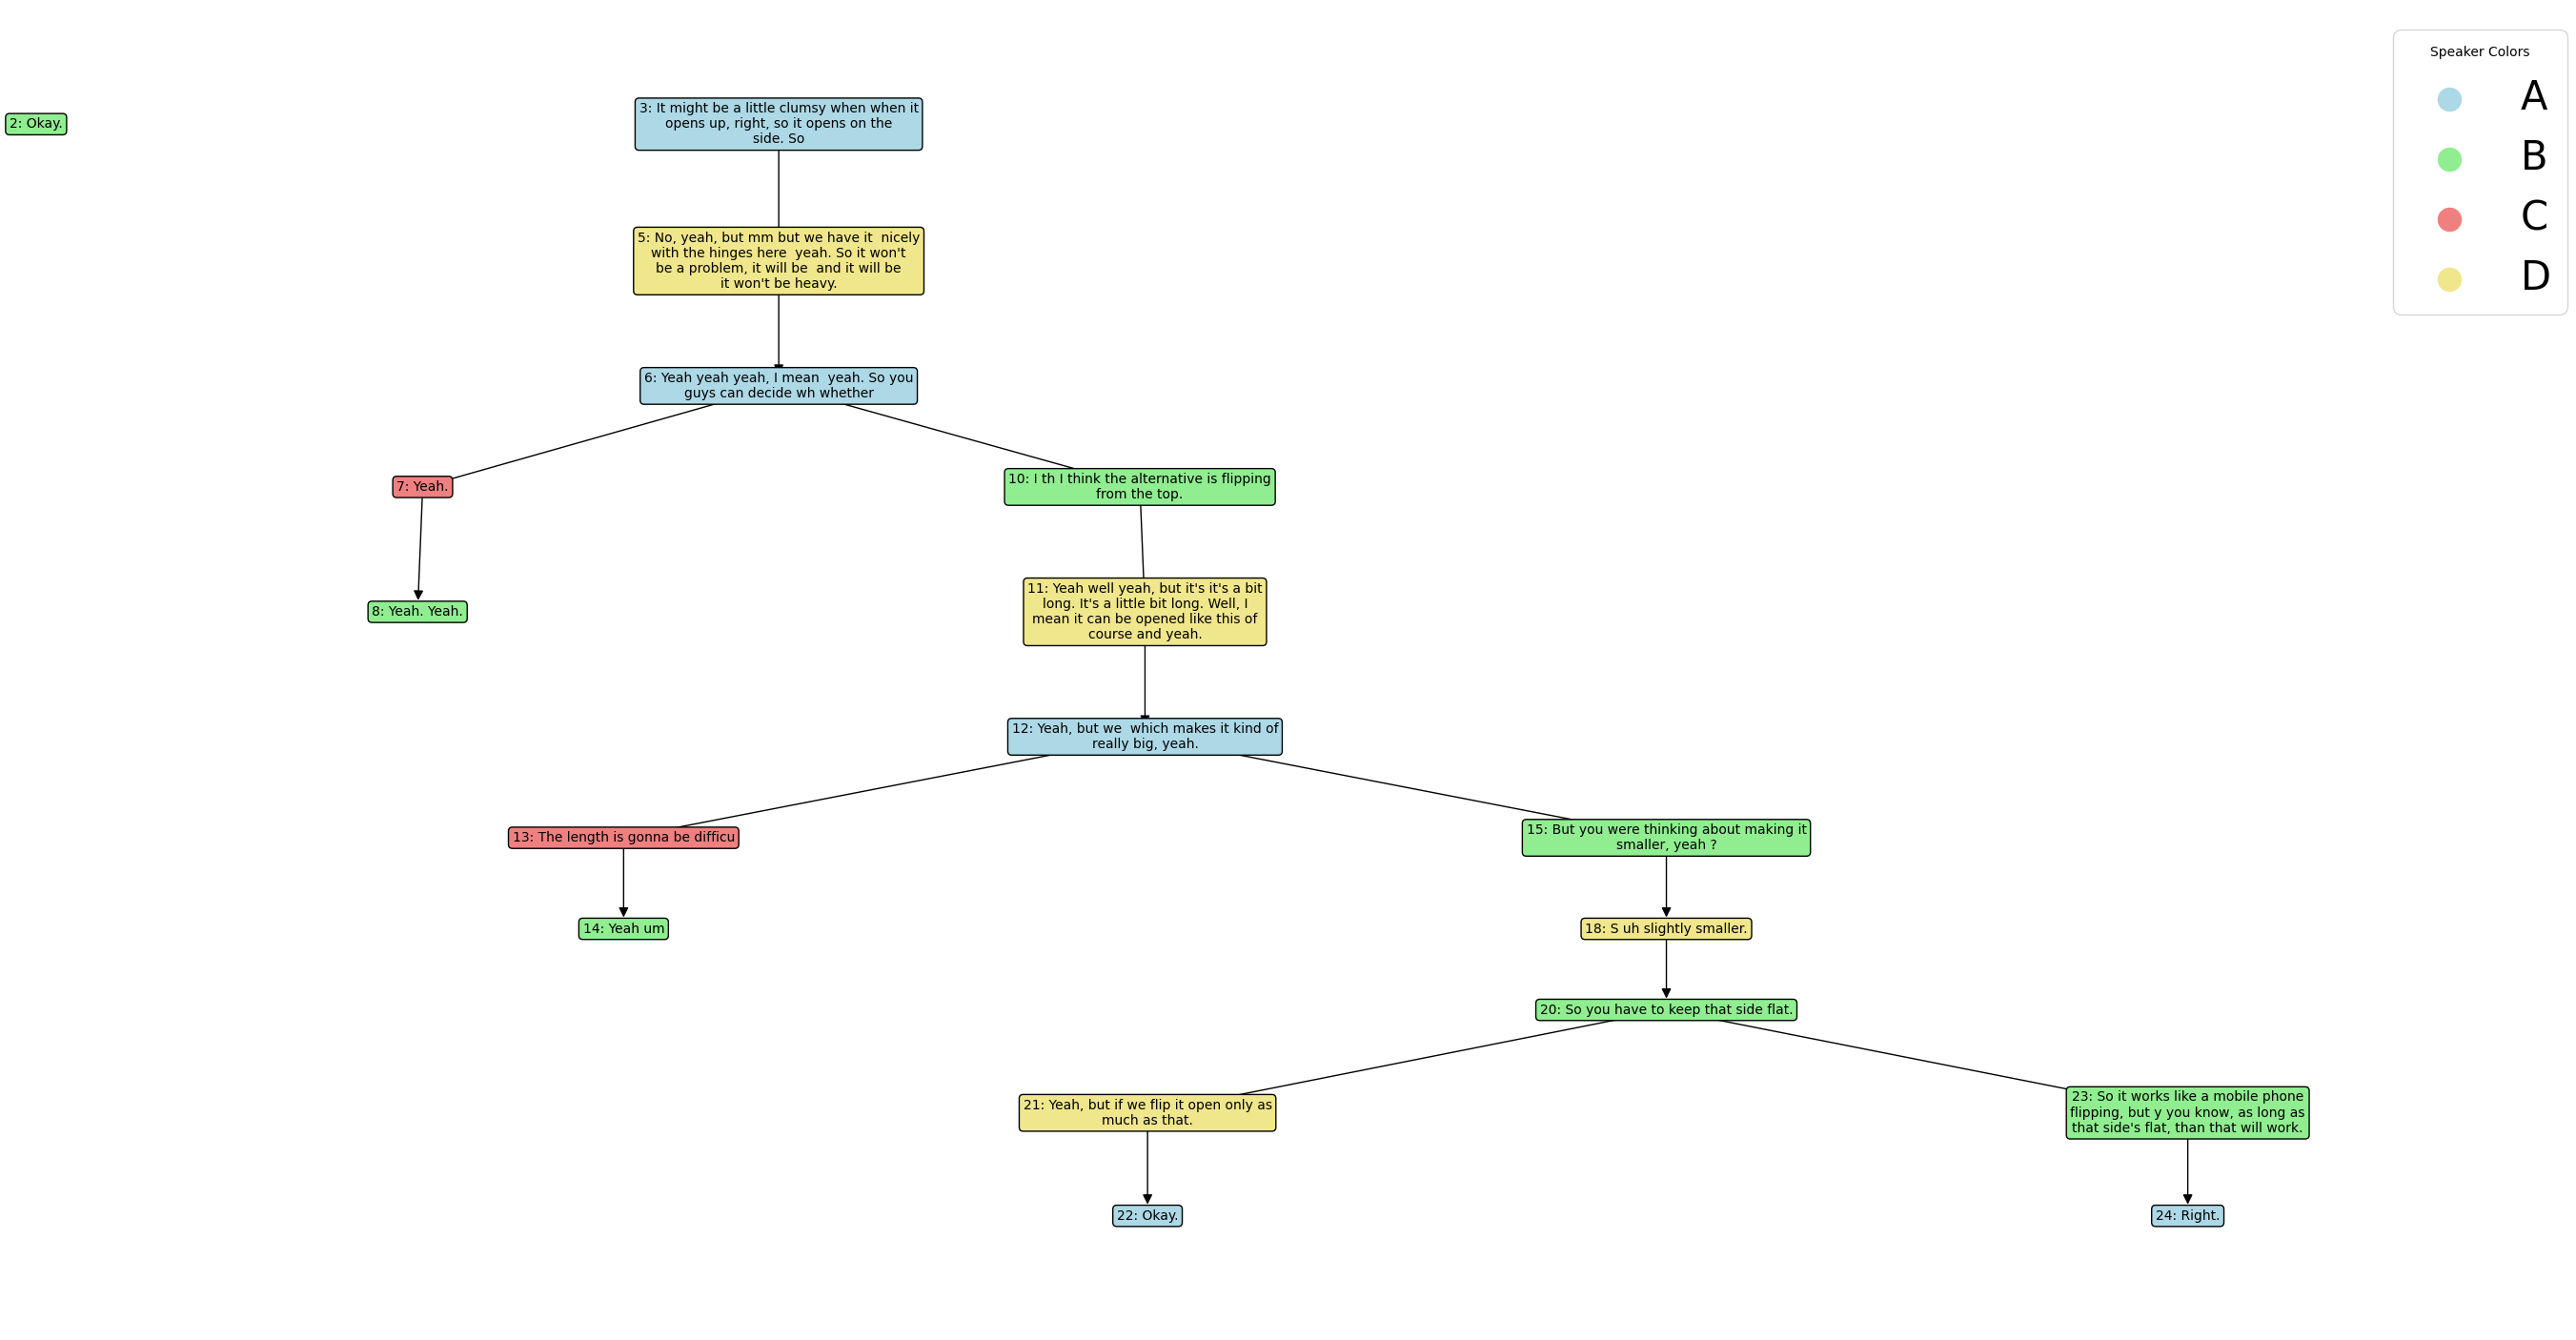 Speaker Colors
A
B
C
D
2: Okay.
3: It might be a little clumsy when when it
opens up, right, so it opens on the
side. So
5: No, yeah, but mm but we have it  nicely
with the hinges here  yeah. So it won't
be a problem, it will be  and it will be
it won't be heavy.
6: Yeah yeah yeah, I mean  yeah. So you
guys can decide wh whether
7: Yeah.
10: I th I think the alternative is flipping
from the top.
8: Yeah. Yeah.
11: Yeah well yeah, but it's it's a bit
long. It's a little bit long. Well, I
mean it can be opened like this of
course and yeah.
12: Yeah, but we  which makes it kind of
really big, yeah.
13: The length is gonna be difficu
15: But you were thinking about making it
smaller, yeah ?
14: Yeah um
18: S uh slightly smaller.
20: So you have to keep that side flat.
21: Yeah, but if we flip it open only as
much as that.
23: So it works like a mobile phone
flipping, but y you know, as long as
that side's flat, than that will work.
22: Okay.
24: Right.